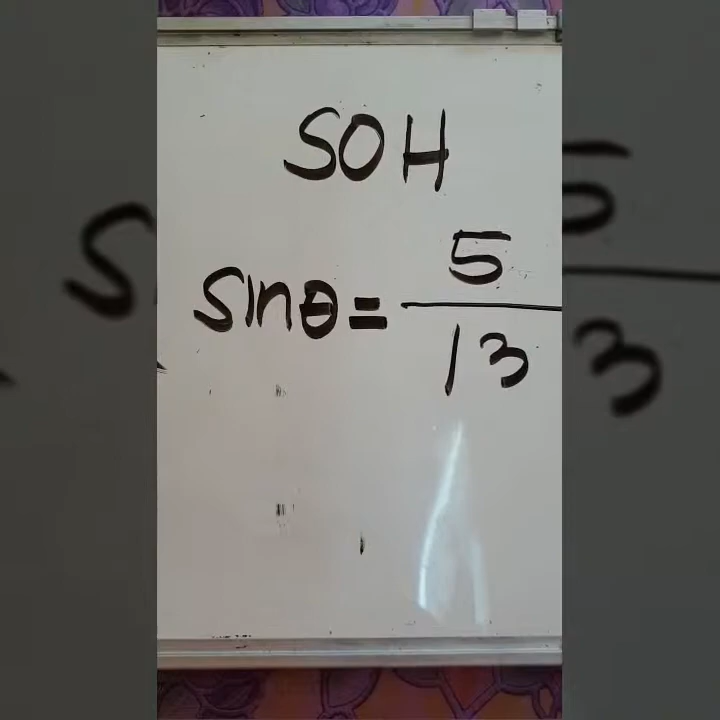 SOH
sinθ = 5/13